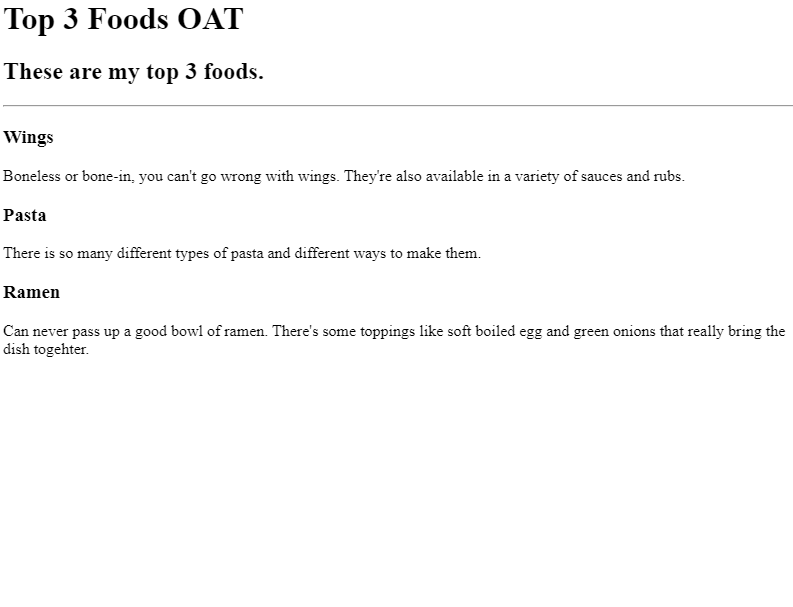 Top 3 Foods OAT
These are my top 3 foods.
Wings
Boneless or bone-in, you can't go wrong with wings. They're also available in a variety of sauces and rubs.
Pasta
There is so many different types of pasta and different ways to make them.
Ramen
Can never pass up a good bowl of ramen. There's some toppings like soft boiled egg and green onions that really bring the
dish togehter.